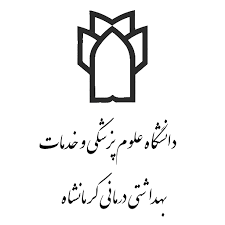 دانشگاه علوم پزشکی و خدمات
بهداشتی درمانی کرمانشاه